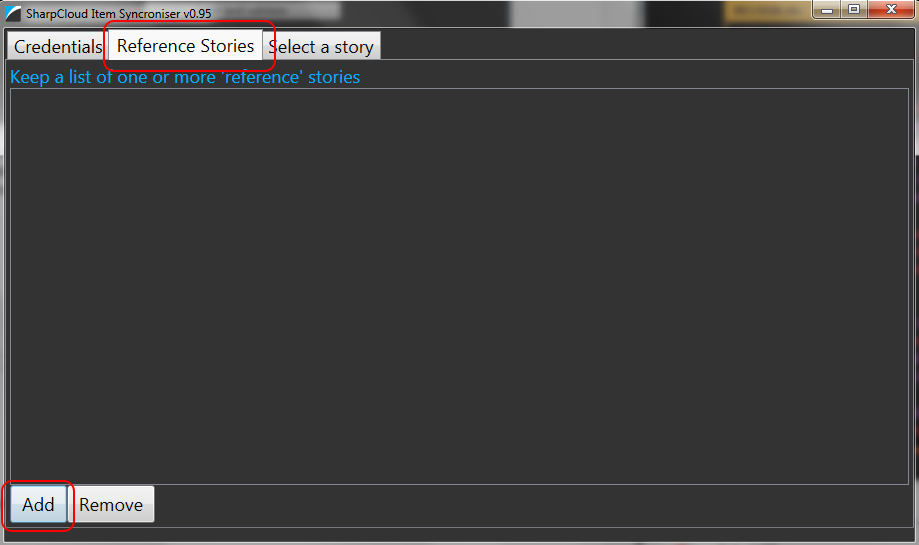 SharpCloud Item Syncroniser v0.95
Credentials Reference Stories Select a story
Keep a list of one or more 'reference' stories
Add Remove